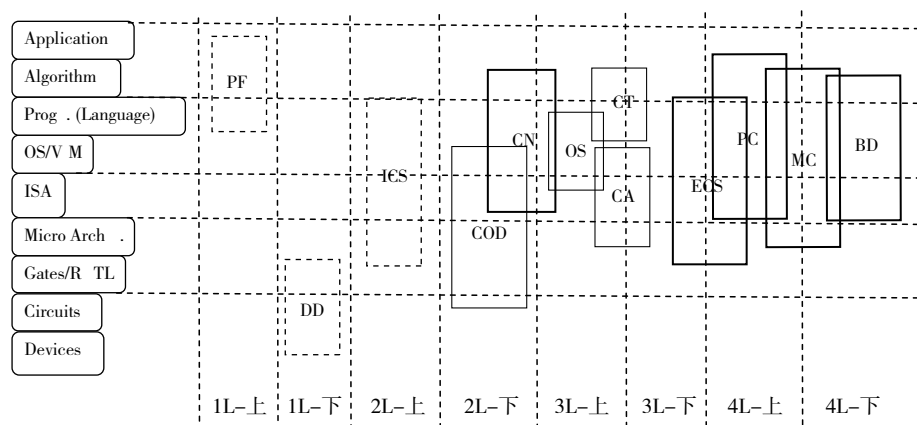 Application
Algorithm
Prog . (Language)
OS/V M
ISA
Micro Arch .
Gates/R TL
Circuits
Devices
PF
DD
ICS
COD
CN
OS
CT
CA
ECS
PC
MC
BD
1L-上 1L-下 2L-上 2L-下 3L-上 3L-下 4L-上 4L-下